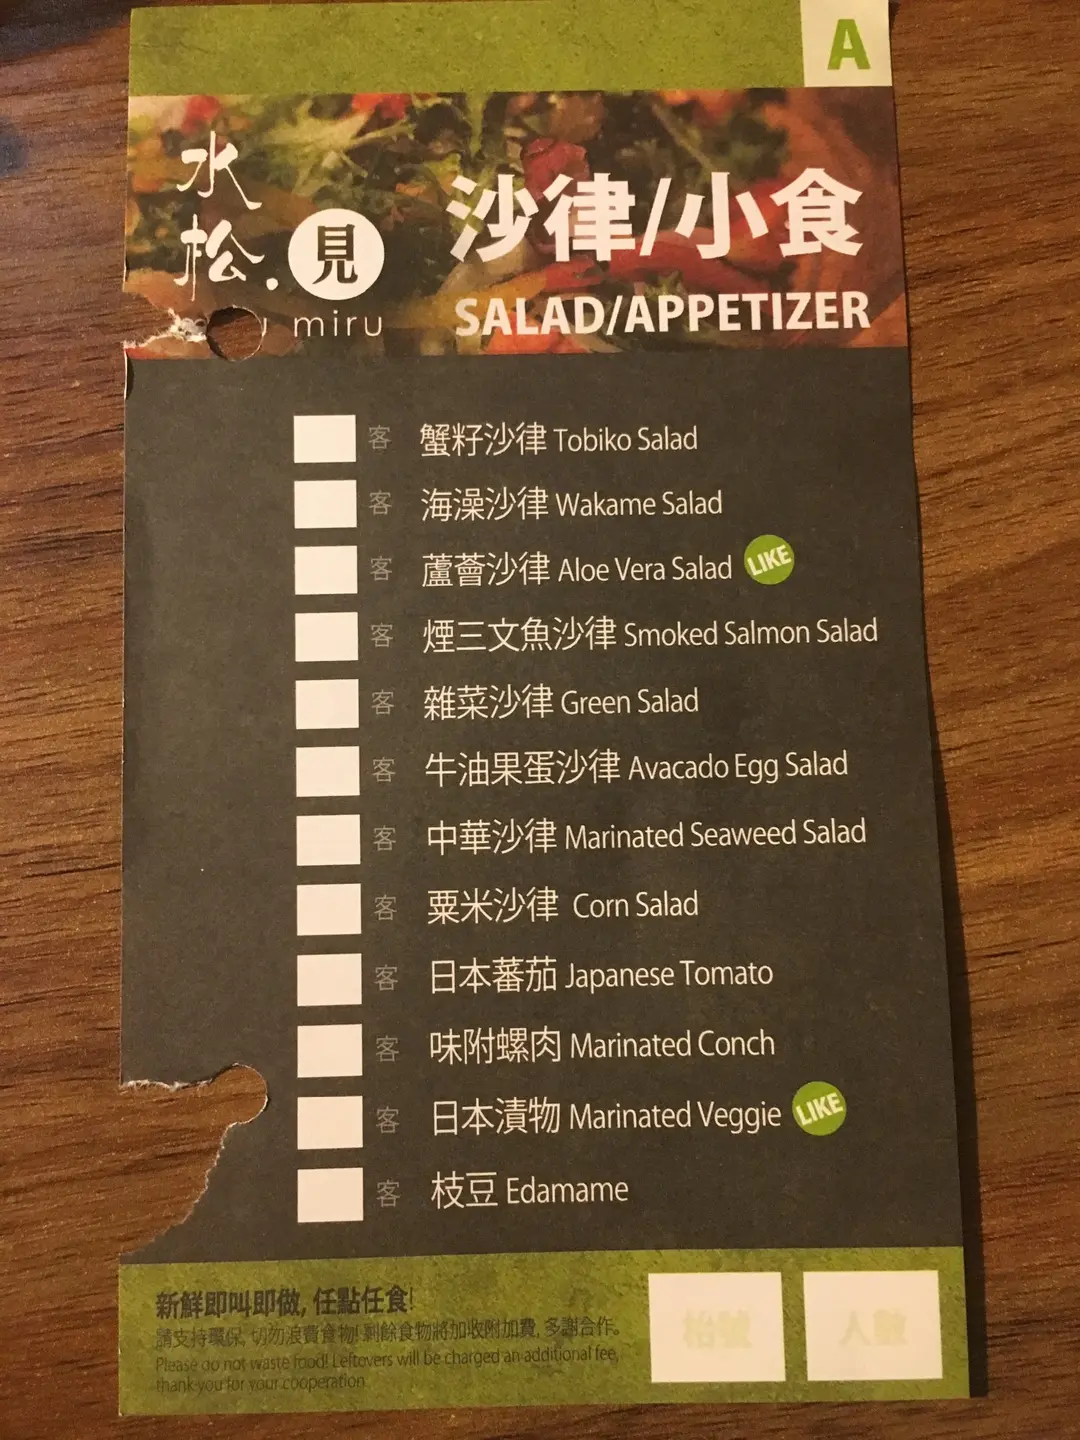 A
水松.見
miru
沙律/小食
SALAD/APPETIZER
客 蟹籽沙律 Tobiko Salad
客 海澡沙律 Wakame Salad
客 蘆薈沙律 Aloe Vera Salad LIKE
客 煙三文魚沙律 Smoked Salmon Salad
客 雜菜沙律 Green Salad
客 牛油果蛋沙律 Avacado Egg Salad
客 中華沙律 Marinated Seaweed Salad
客 粟米沙律 Corn Salad
客 日本蕃茄 Japanese Tomato
客 味附螺肉 Marinated Conch
客 日本漬物 Marinated Veggie LIKE
客 枝豆 Edamame
新鮮即叫即做, 任點任食!
請支持環保, 切勿浪費食物! 剩餘食物將加收附加費, 多謝合作。
Please do not waste food! Leftovers will be charged an additional fee,
thank you for your cooperation
枱號 人數